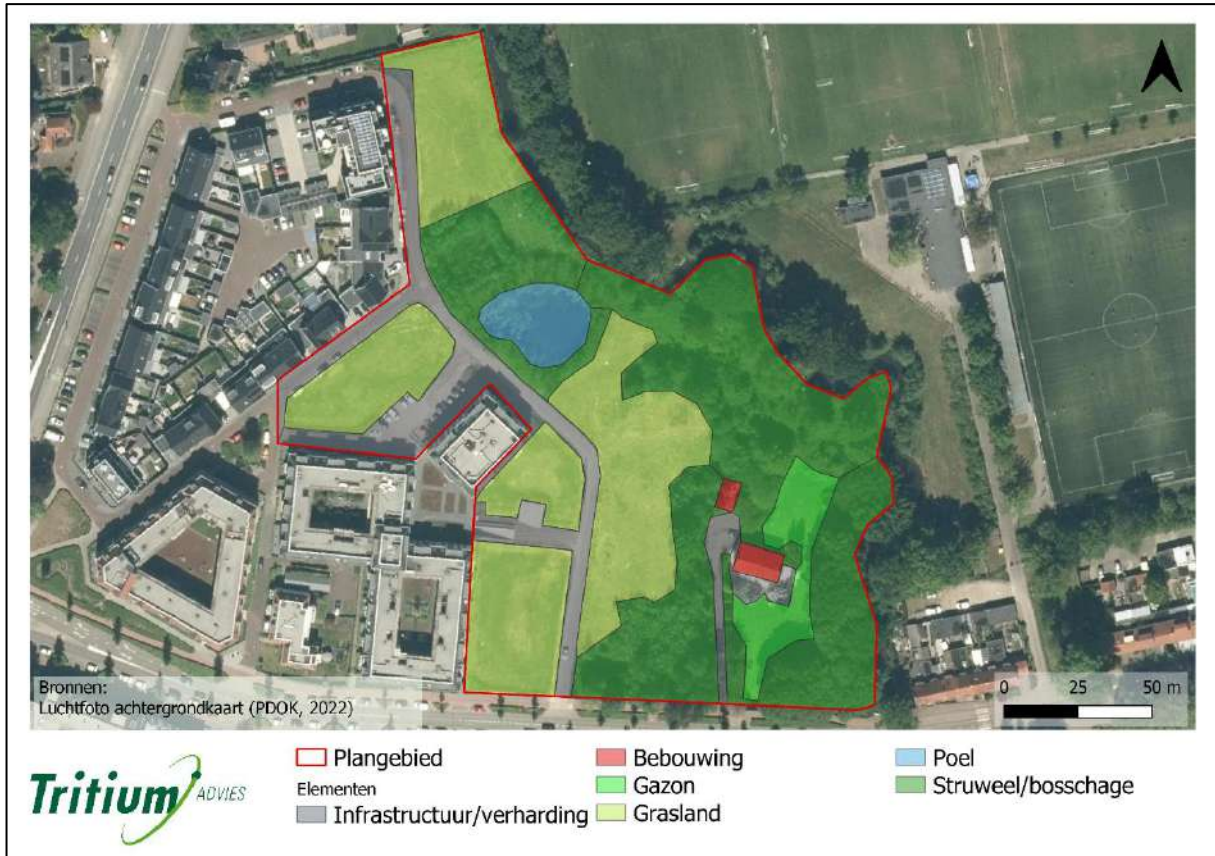 Bronnen:
Luchtfoto achtergrondkaart (PDOK, 2022)
0 25 50 m
Tritium ADVIES
Plangebied
Elementen
Infrastructuur/verharding
Bebouwing
Gazon
Grasland
Poel
Struweel/bosschage